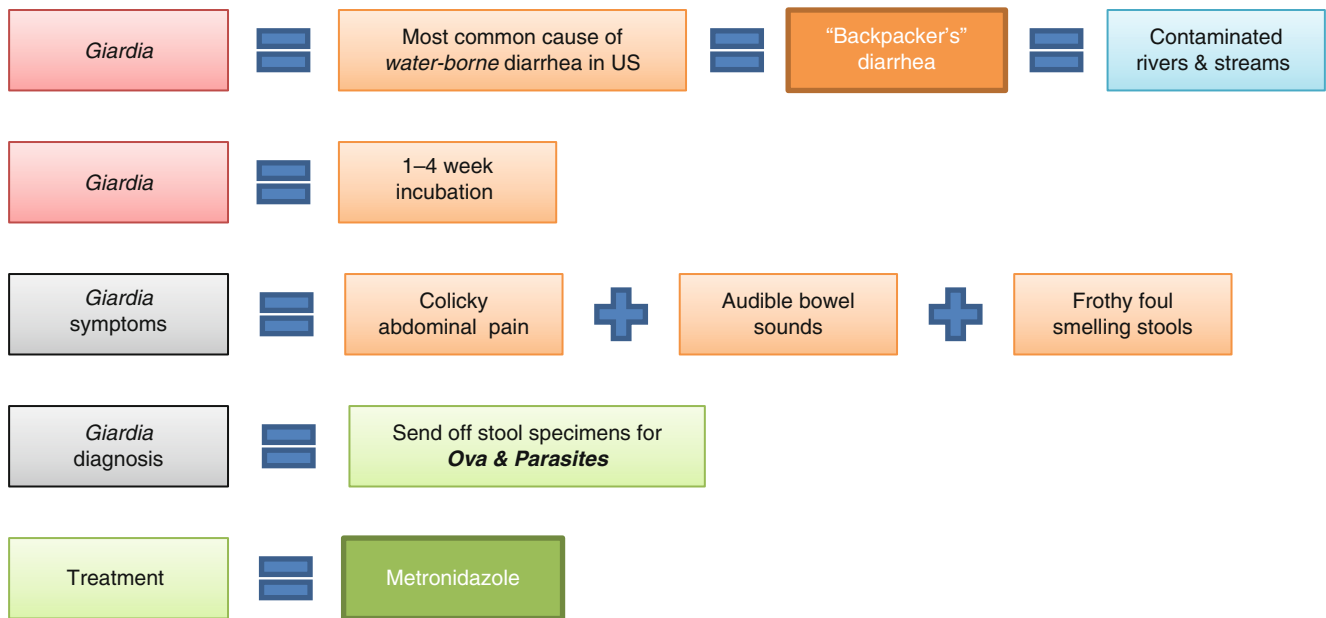 Giardia
Most common cause of
water-borne diarrhea in US
“Backpacker's”
diarrhea
Contaminated
rivers & streams
Giardia
1–4 week
incubation
Giardia
symptoms
Colicky
abdominal pain
Audible bowel
sounds
Frothy foul
smelling stools
Giardia
diagnosis
Send off stool specimens for
Ova & Parasites
Treatment
Metronidazole